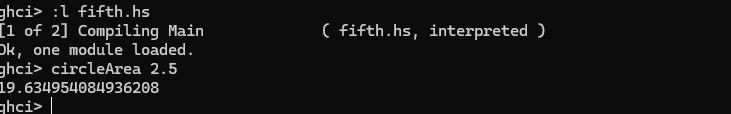 ghci> :l fifth.hs
[1 of 2] Compiling Main             ( fifth.hs, interpreted )
Ok, one module loaded.
ghci> circleArea 2.5
19.634954084936208
ghci>